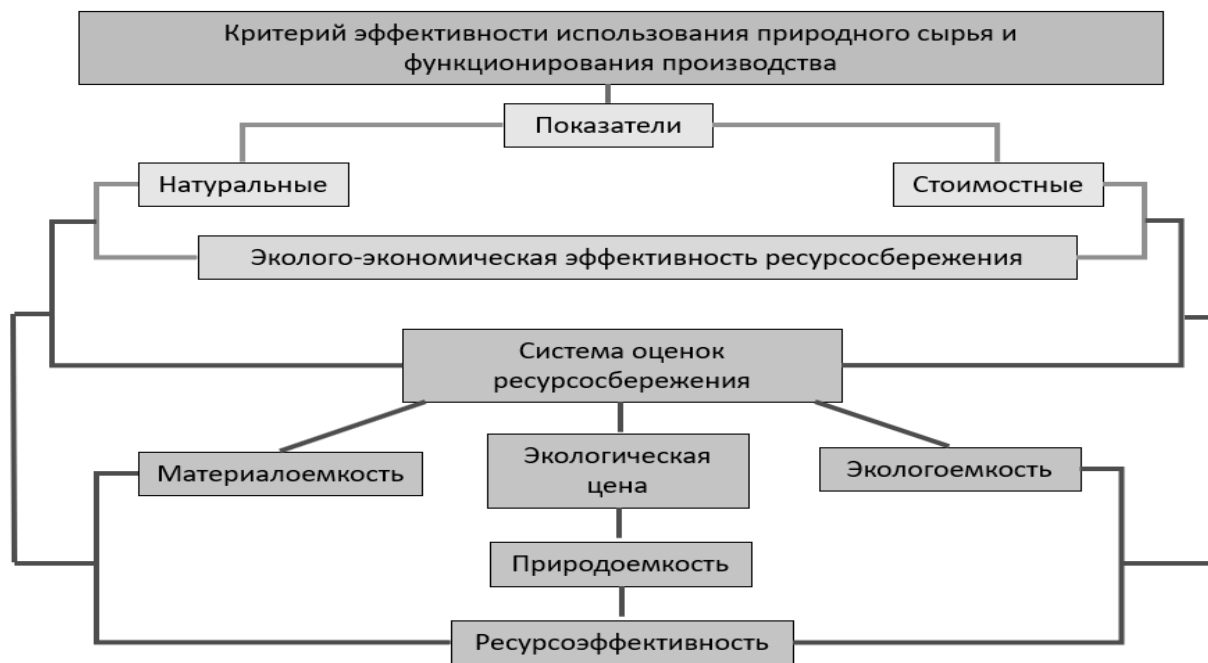 Критерий эффективности использования природного сырья и
функционирования производства
Показатели
Натуральные
Стоимостные
Эколого-экономическая эффективность ресурсосбережения
Система оценок
ресурсосбережения
Материалоемкость
Экологическая
цена
Экологоемкость
Природоемкость
Ресурсоэффективность